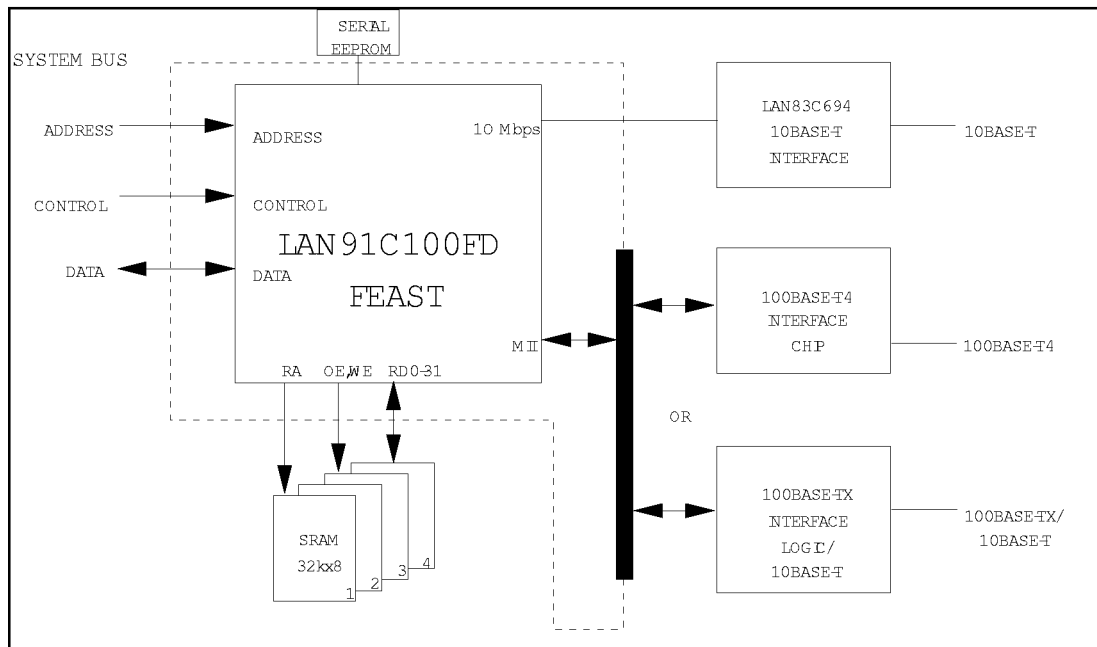 SERIAL
EEPROM
SYSTEM BUS
ADDRESS
CONTROL
DATA
ADDRESS
CONTROL
DATA
10 Mbps
LAN91C100FD
FEAST
MII
RA OE,WE RD0-31
SRAM
32kx8
1
2
3
4
LAN83C694
10BASE-T
INTERFACE
10BASE-T
100BASE-T4
INTERFACE
CHIP
100BASE-T4
OR
100BASE-TX
INTERFACE
LOGIC/
10BASE-T
100BASE-TX/
10BASE-T